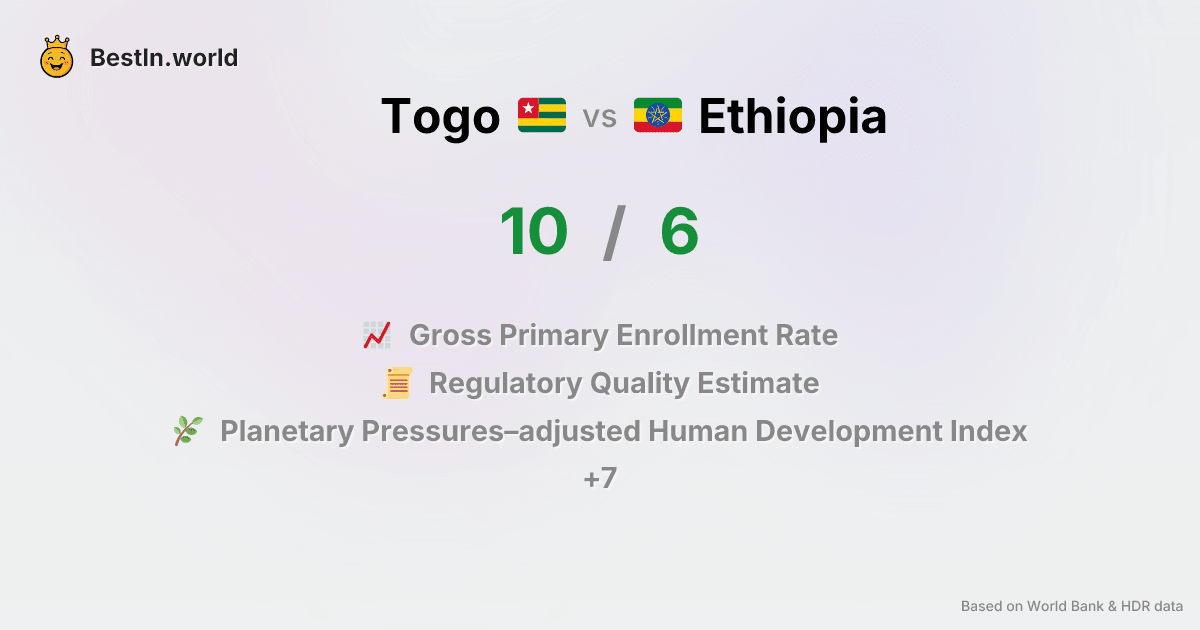 BestIn.world
Togo vs Ethiopia
10 / 6
Gross Primary Enrollment Rate
Regulatory Quality Estimate
Planetary Pressures–adjusted Human Development Index
+7
Based on World Bank & HDR data